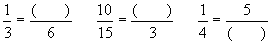 1/3 = (   )/6   10/15 = (   )/3   1/4 = 5/(   )